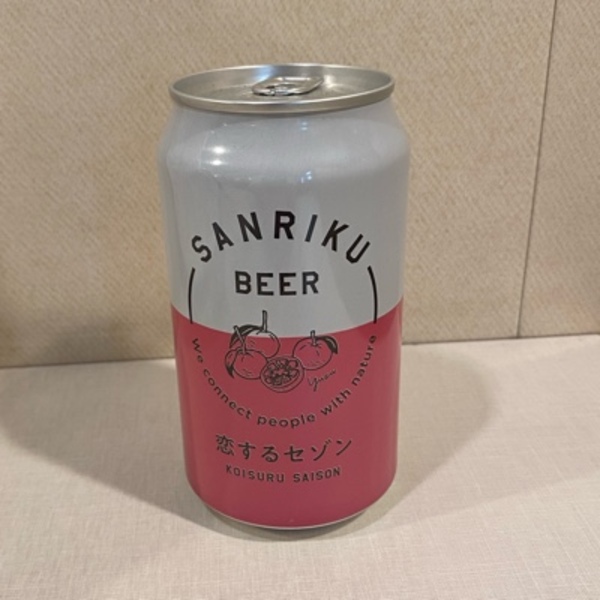 SANRIKU
BEER
We connect people with nature
恋するセゾン
KOISURU SAISON